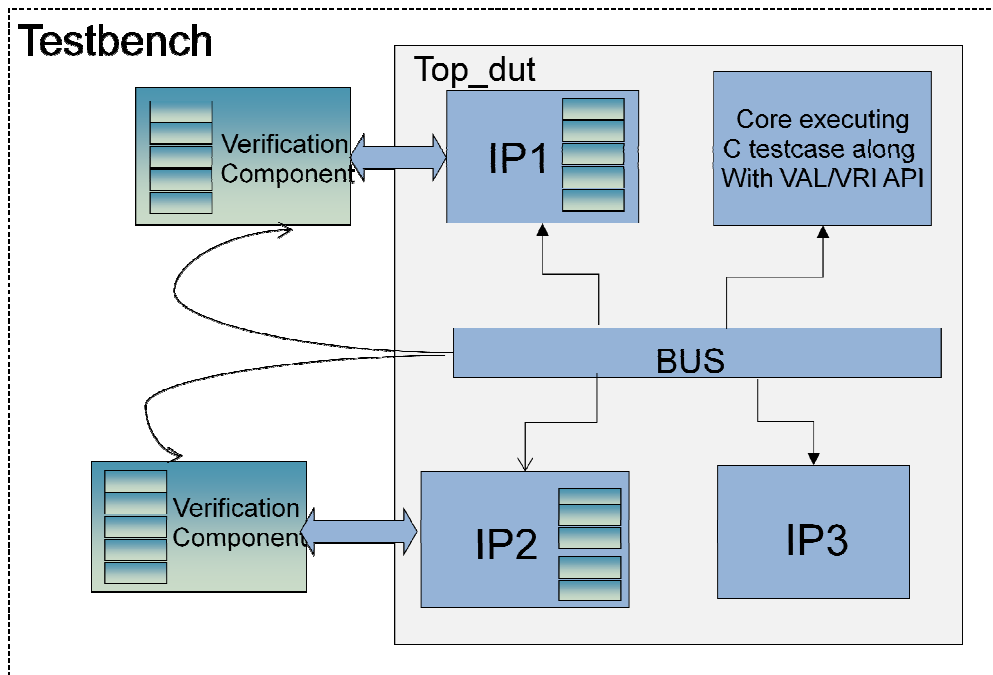 Testbench
Top_dut
Verification
Component
IP1
Core executing
C testcase along
With VAL/VRI API
BUS
Verification
Component
IP2
IP3